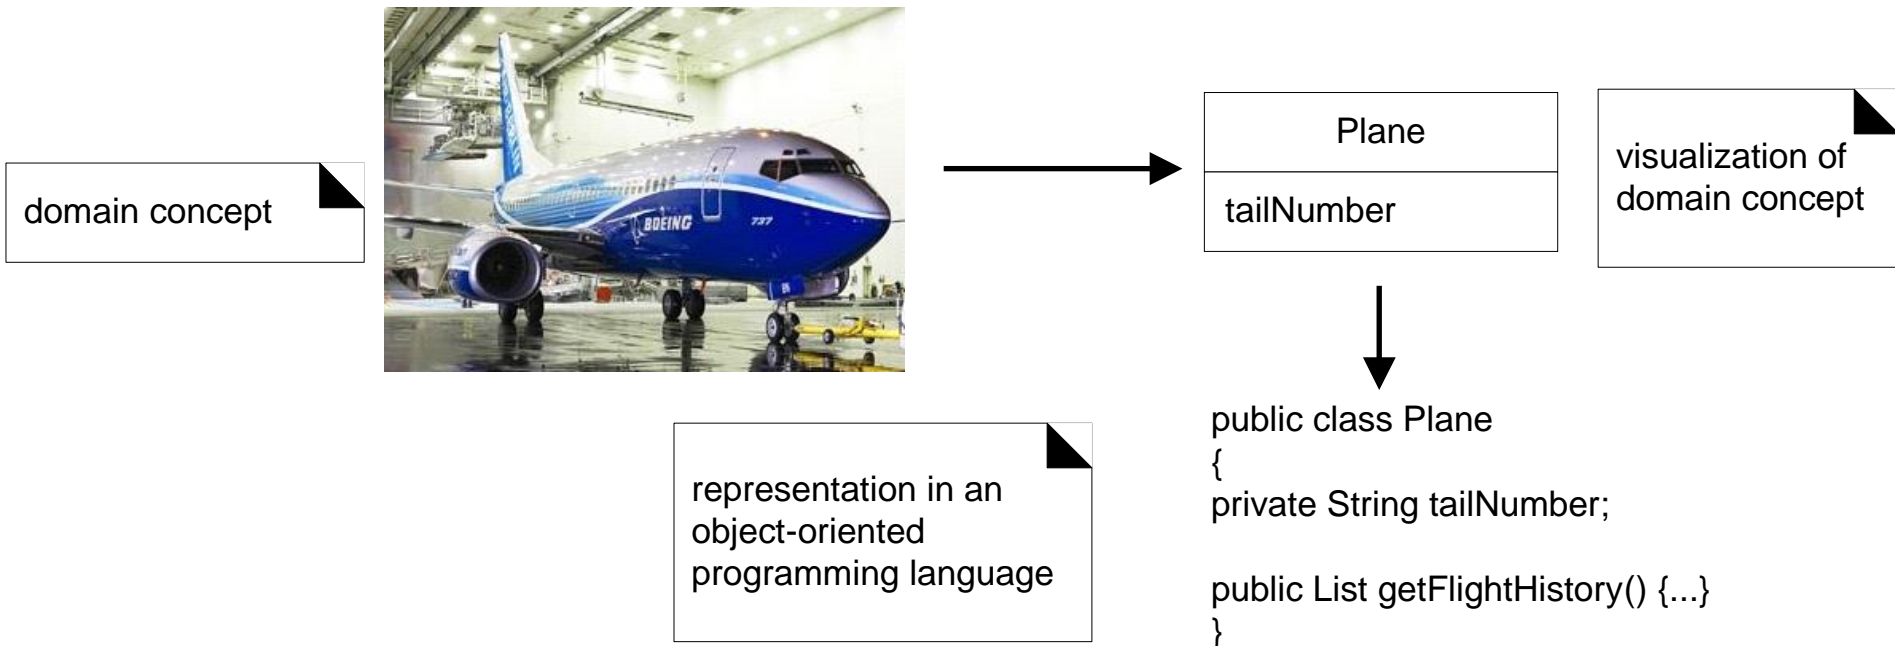 domain concept
BOEING
737
Plane
tailNumber
visualization of
domain concept
representation in an
object-oriented
programming language
public class Plane
{
private String tailNumber;
public List getFlightHistory() {...}
}